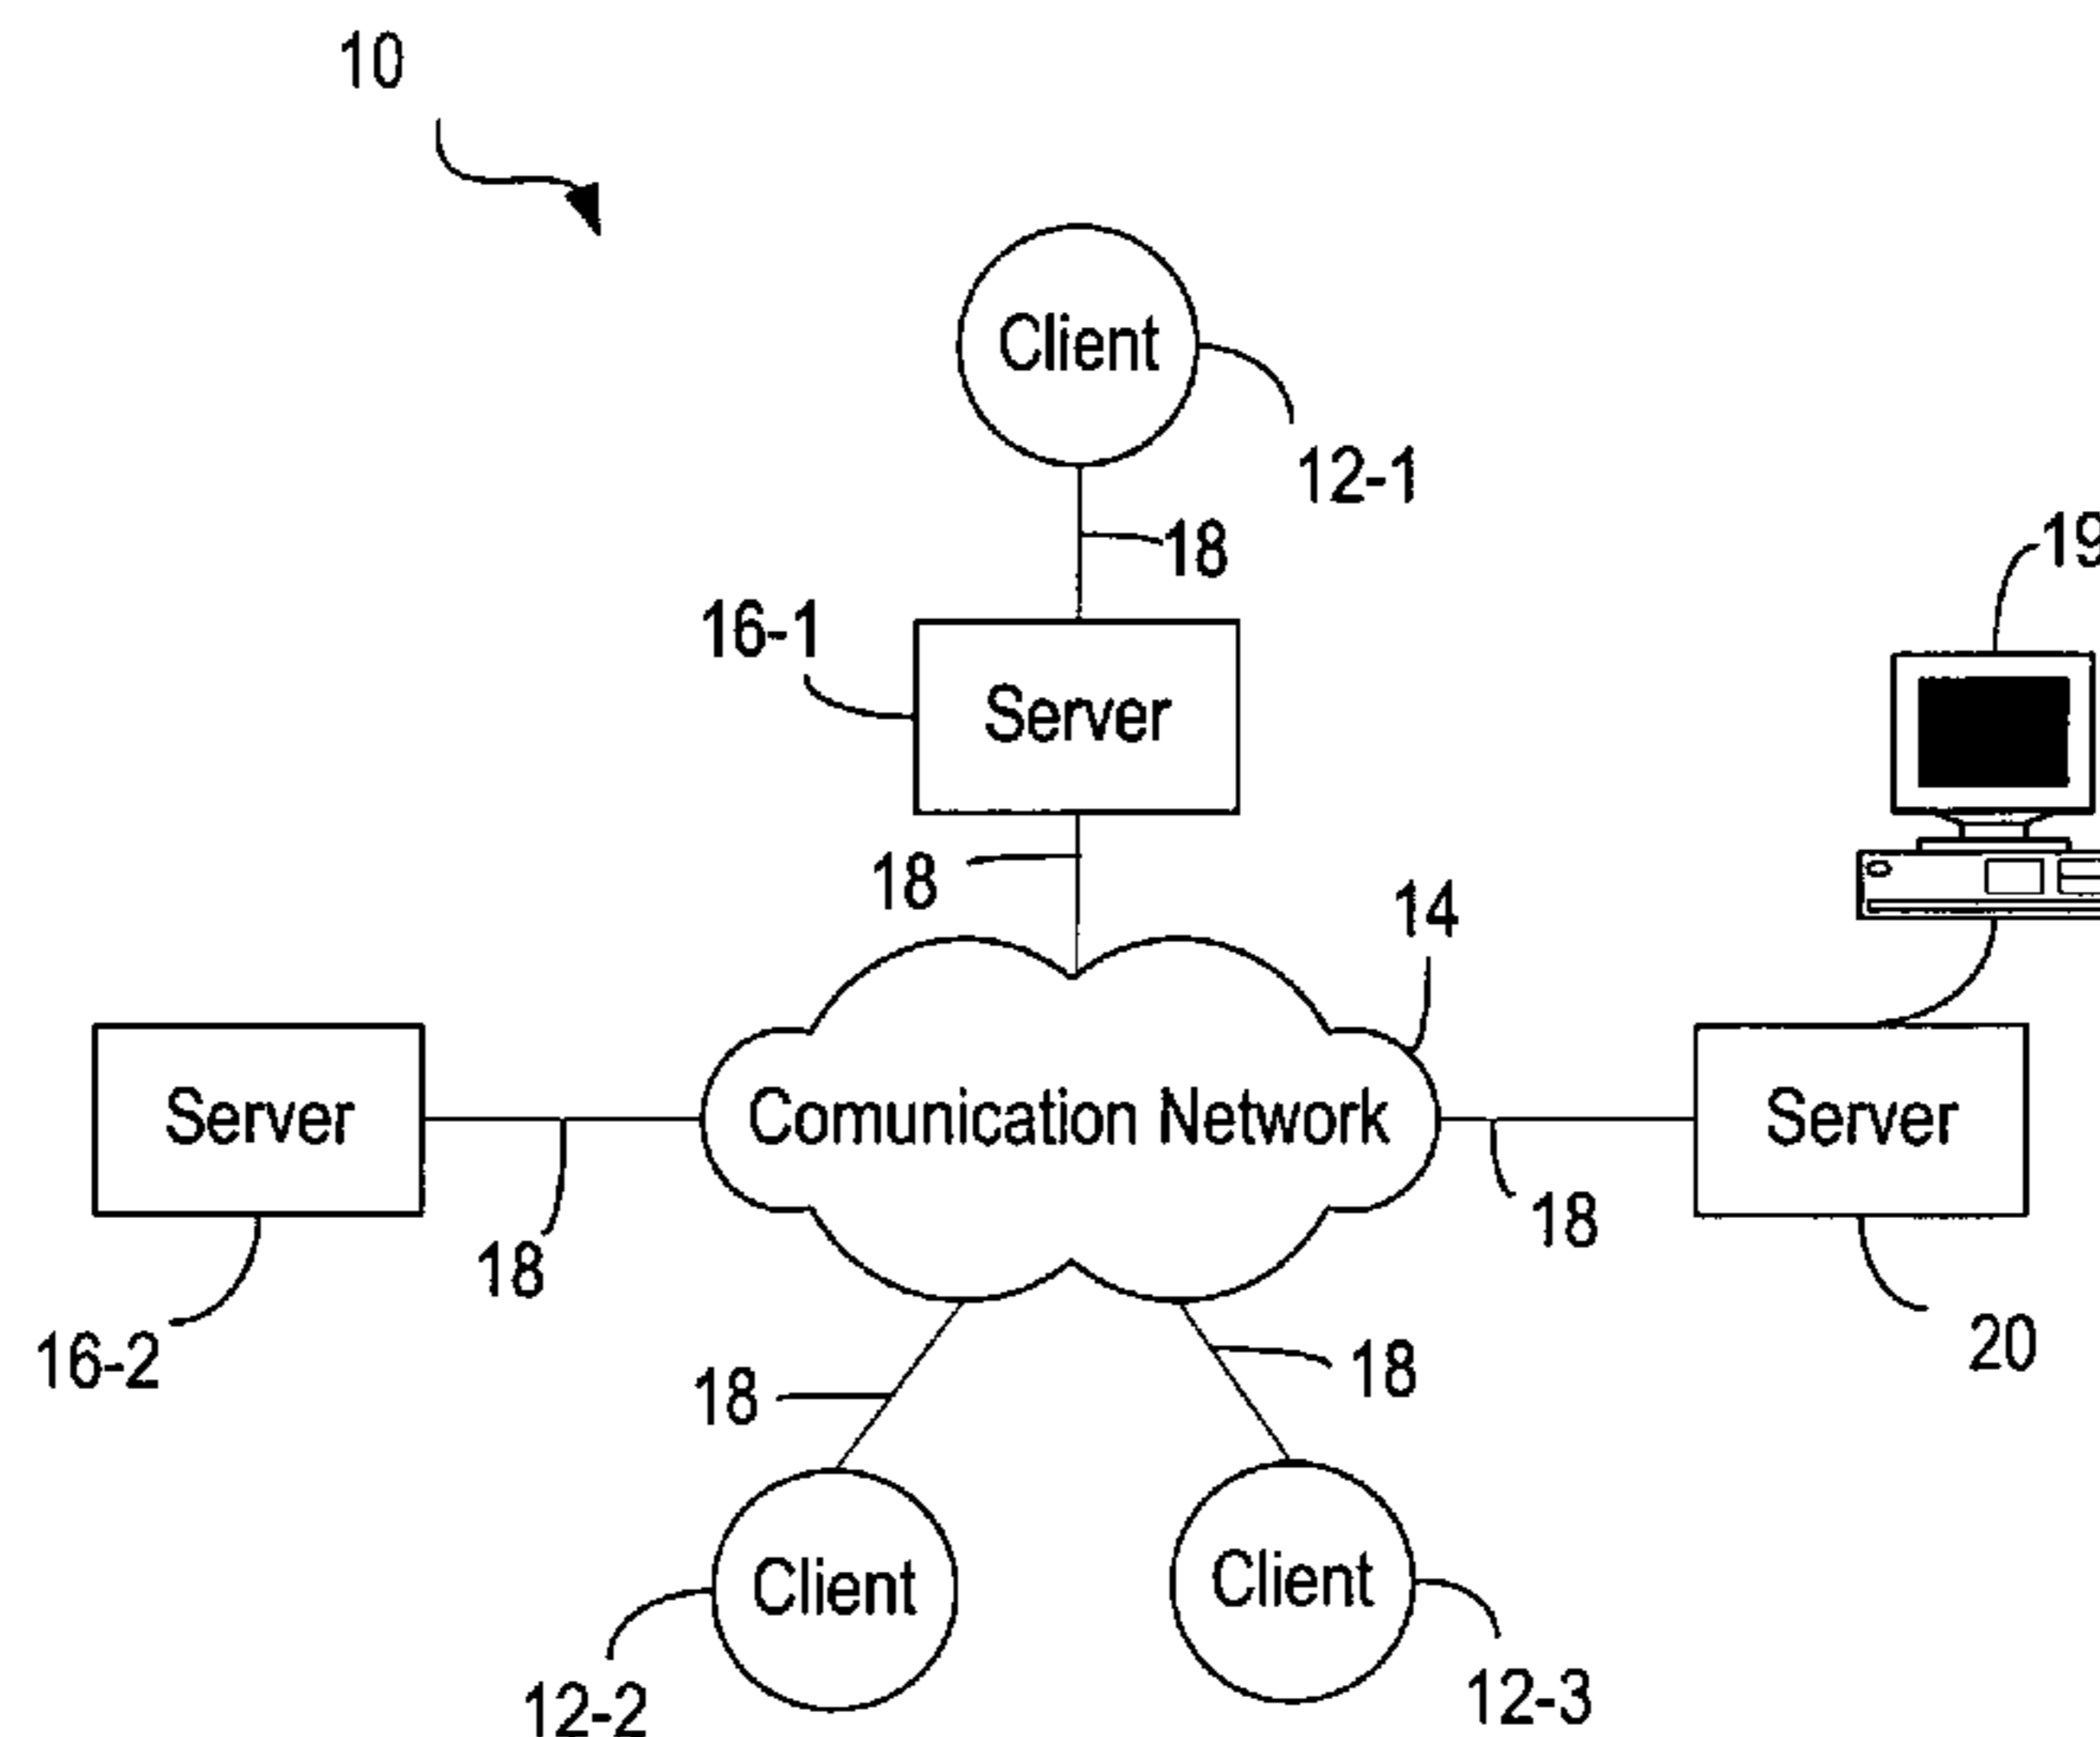 10
Client
12-1
18
19
16-1
Server
18
14
Server
Comunication Network
Server
18
18
16-2
20
18
18
Client
Client
12-2
12-3